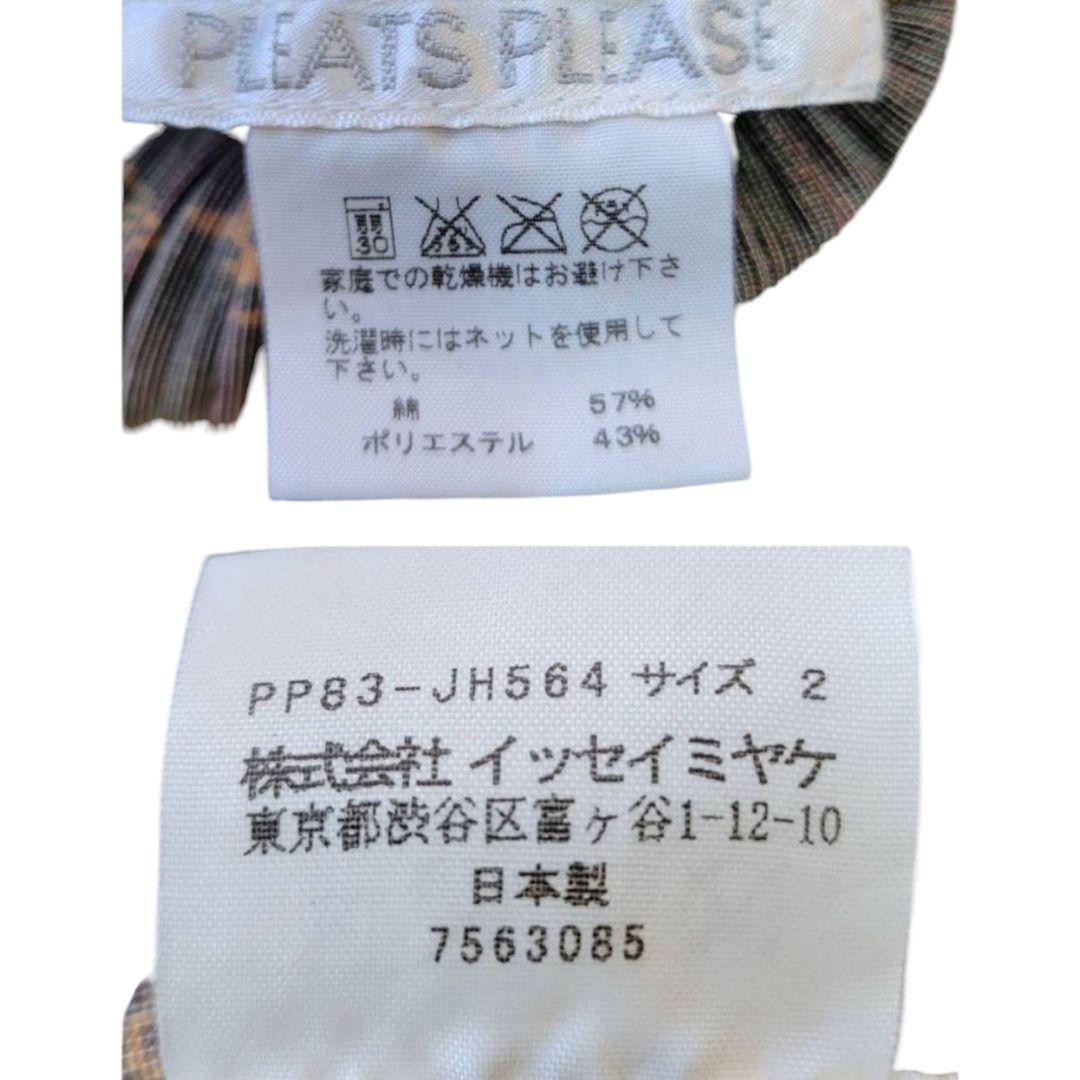 PLEATS PLEASE
弱
30
家庭での乾燥機はお避け下さ
い。
洗濯時にはネットを使用して
下さい。
綿 57%
ポリエステル 43%
PP83-JH564 サイズ 2
株式会社 イッセイミヤケ
東京都渋谷区富ヶ谷1-12-10
日本製
7563085